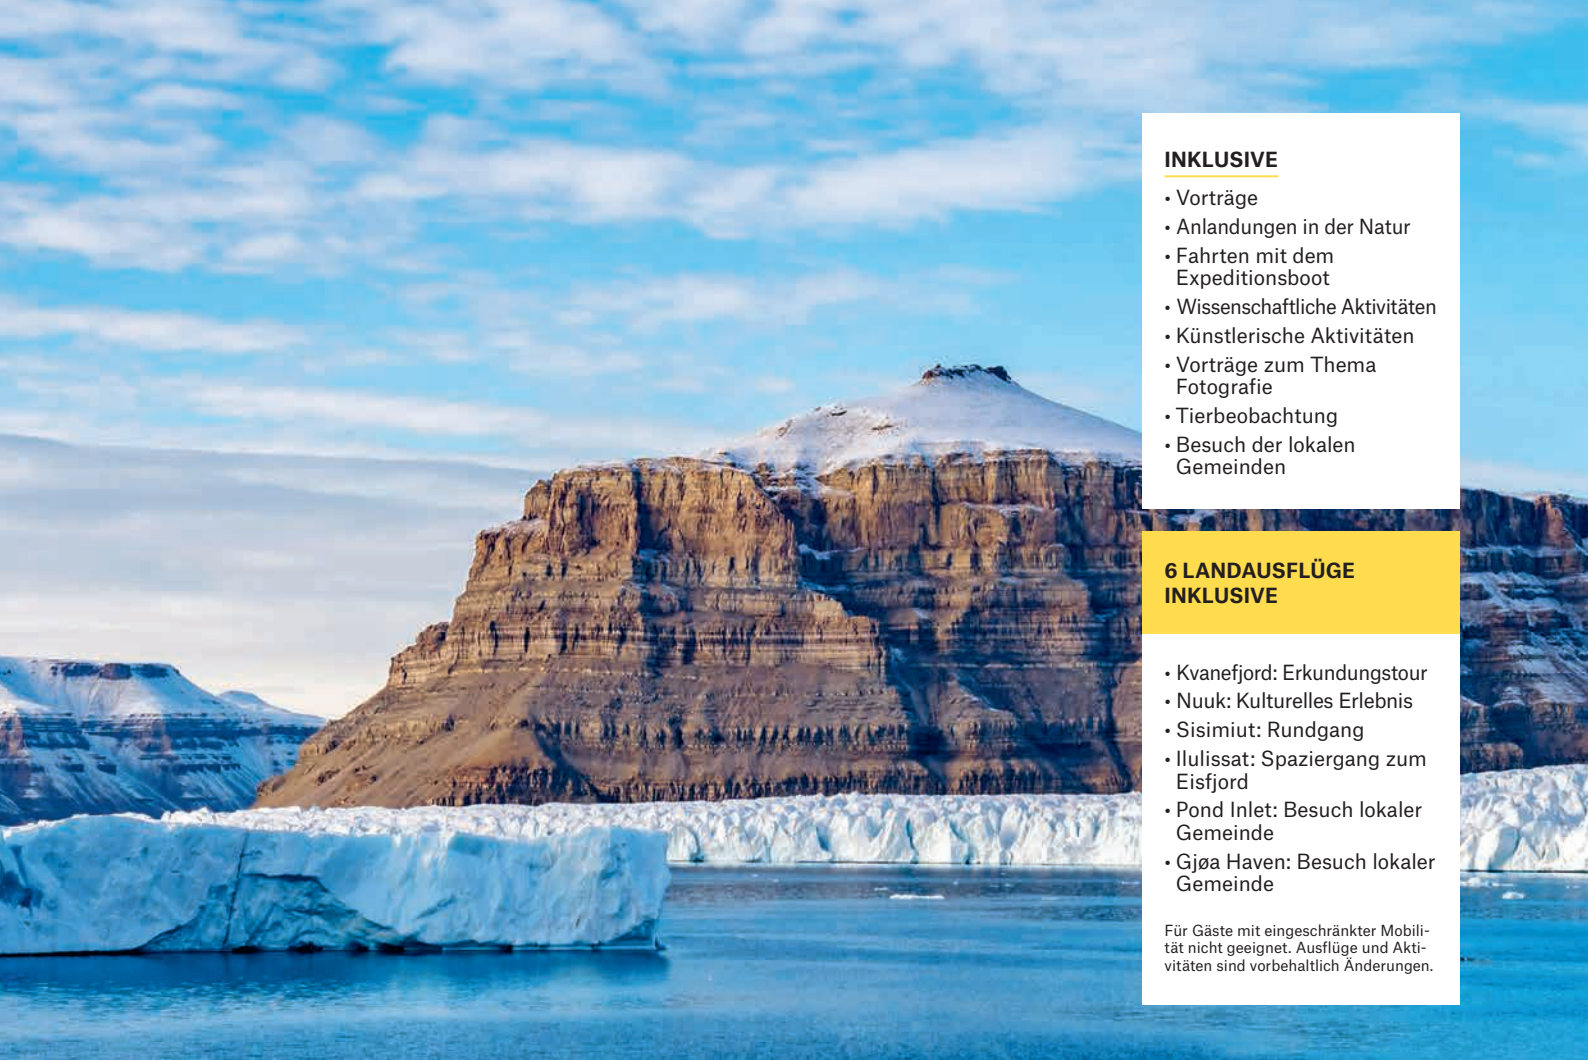 INKLUSIVE
• Vorträge
• Anlandungen in der Natur
• Fahrten mit dem
Expeditionsboot
• Wissenschaftliche Aktivitäten
• Künstlerische Aktivitäten
• Vorträge zum Thema
Fotografie
• Tierbeobachtung
• Besuch der lokalen
Gemeinden
6 LANDAUSFLÜGE
INKLUSIVE
• Kvanefjord: Erkundungstour
• Nuuk: Kulturelles Erlebnis
• Sisimiut: Rundgang
• Ilulissat: Spaziergang zum
Eisfjord
• Pond Inlet: Besuch lokaler
Gemeinde
• Gjøa Haven: Besuch lokaler
Gemeinde
Für Gäste mit eingeschränkter Mobili-
tät nicht geeignet. Ausflüge und Akti-
vitäten sind vorbehaltlich Änderungen.